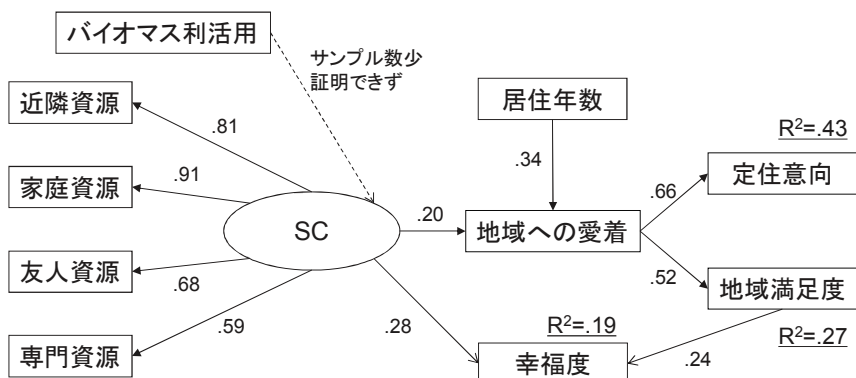 バイオマス利活用
サンプル数少
証明できず
近隣資源
居住年数
R²=.43
.81
家庭資源
.91
.34
定住意向
.66
SC
.20
地域への愛着
友人資源
.68
.52
地域満足度
.59
.28
R²=.19
R²=.27
専門資源
幸福度
.24